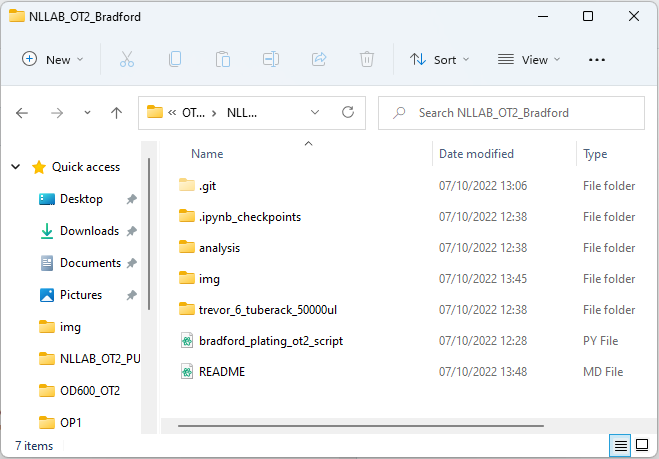 NLLAB_OT2_Bradford
New Sort View
« OT... NLL... Search NLLAB_OT2_Bradford
Quick access
Desktop
Downloads
Documents
Pictures
img
NLLAB_OT2_PU
OD600_OT2
OP1
Name Date modified Type
.git 07/10/2022 13:06 File folder
.ipynb_checkpoints 07/10/2022 12:38 File folder
analysis 07/10/2022 12:38 File folder
img 07/10/2022 13:45 File folder
trevor_6_tuberack_50000ul 07/10/2022 12:38 File folder
bradford_plating_ot2_script 07/10/2022 12:28 PY File
README 07/10/2022 13:48 MD File
7 items